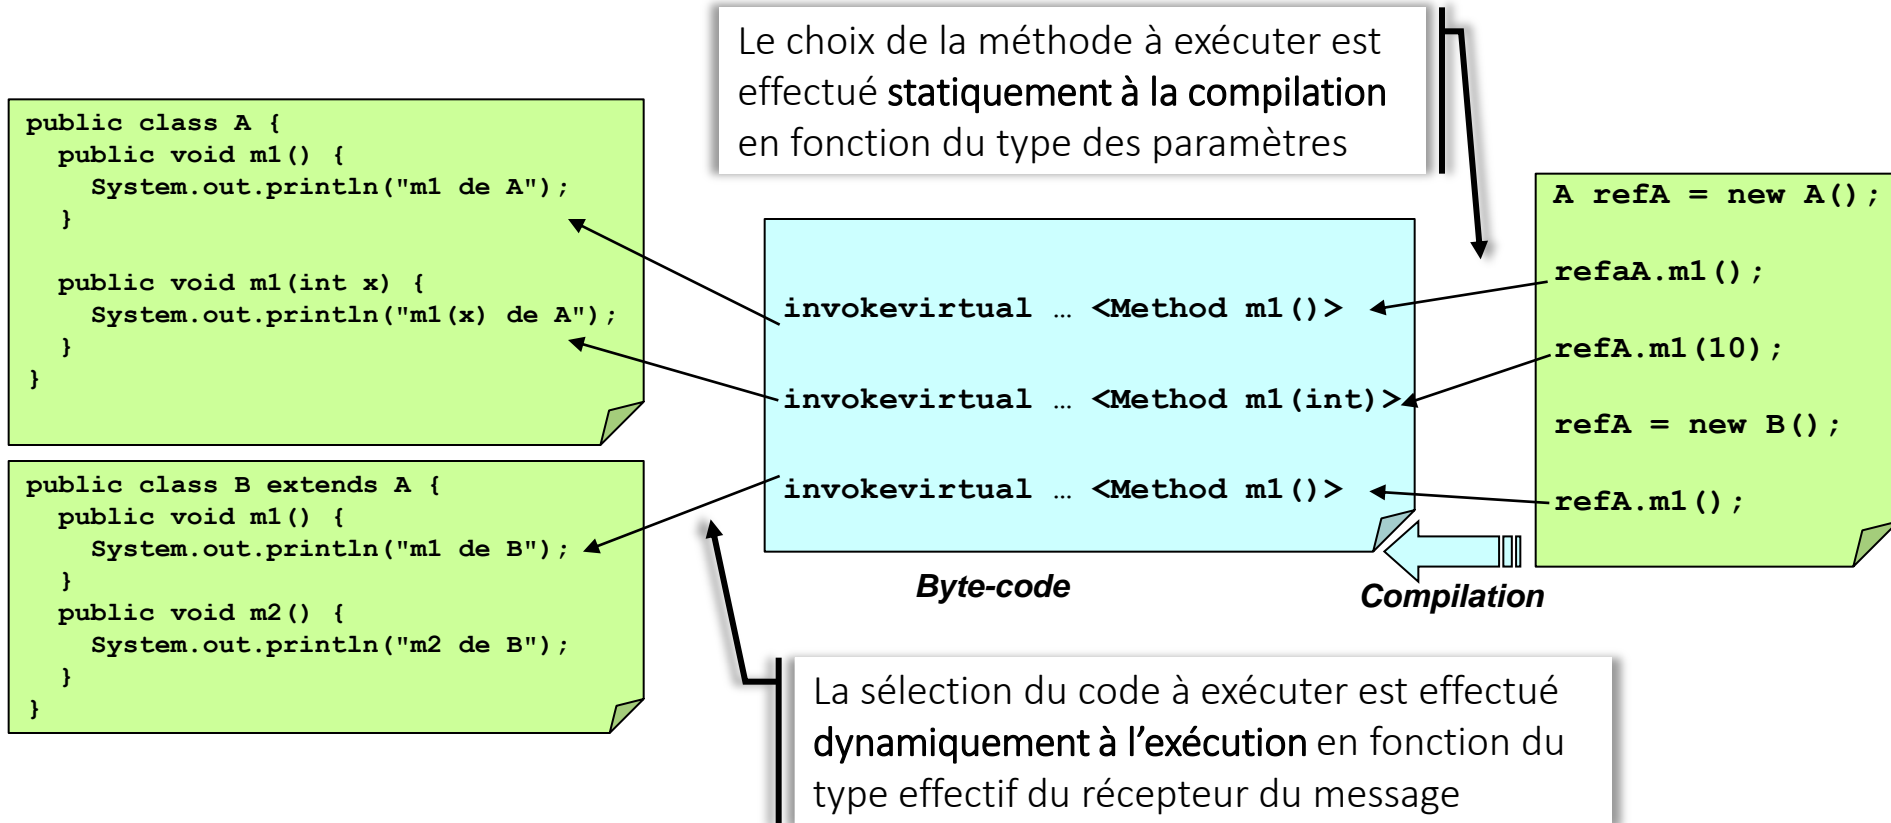 Le choix de la méthode à exécuter est
effectué statiquement à la compilation
en fonction du type des paramètres
public class A {
public void m1() {
System.out.println("m1 de A");
}
public void m1(int x) {
System.out.println("m1(x) de A");
}
}
public class B extends A {
public void m1() {
System.out.println("m1 de B");
}
public void m2() {
System.out.println("m2 de B");
}
}
invokevirtual … <Method m1()>
invokevirtual … <Method m1(int)>
invokevirtual … <Method m1()>
Byte-code
A refA = new A();
refaA.m1();
refA.m1(10);
refA = new B();
refA.m1();
Compilation
La sélection du code à exécuter est effectué
dynamiquement à l’exécution en fonction du
type effectif du récepteur du message